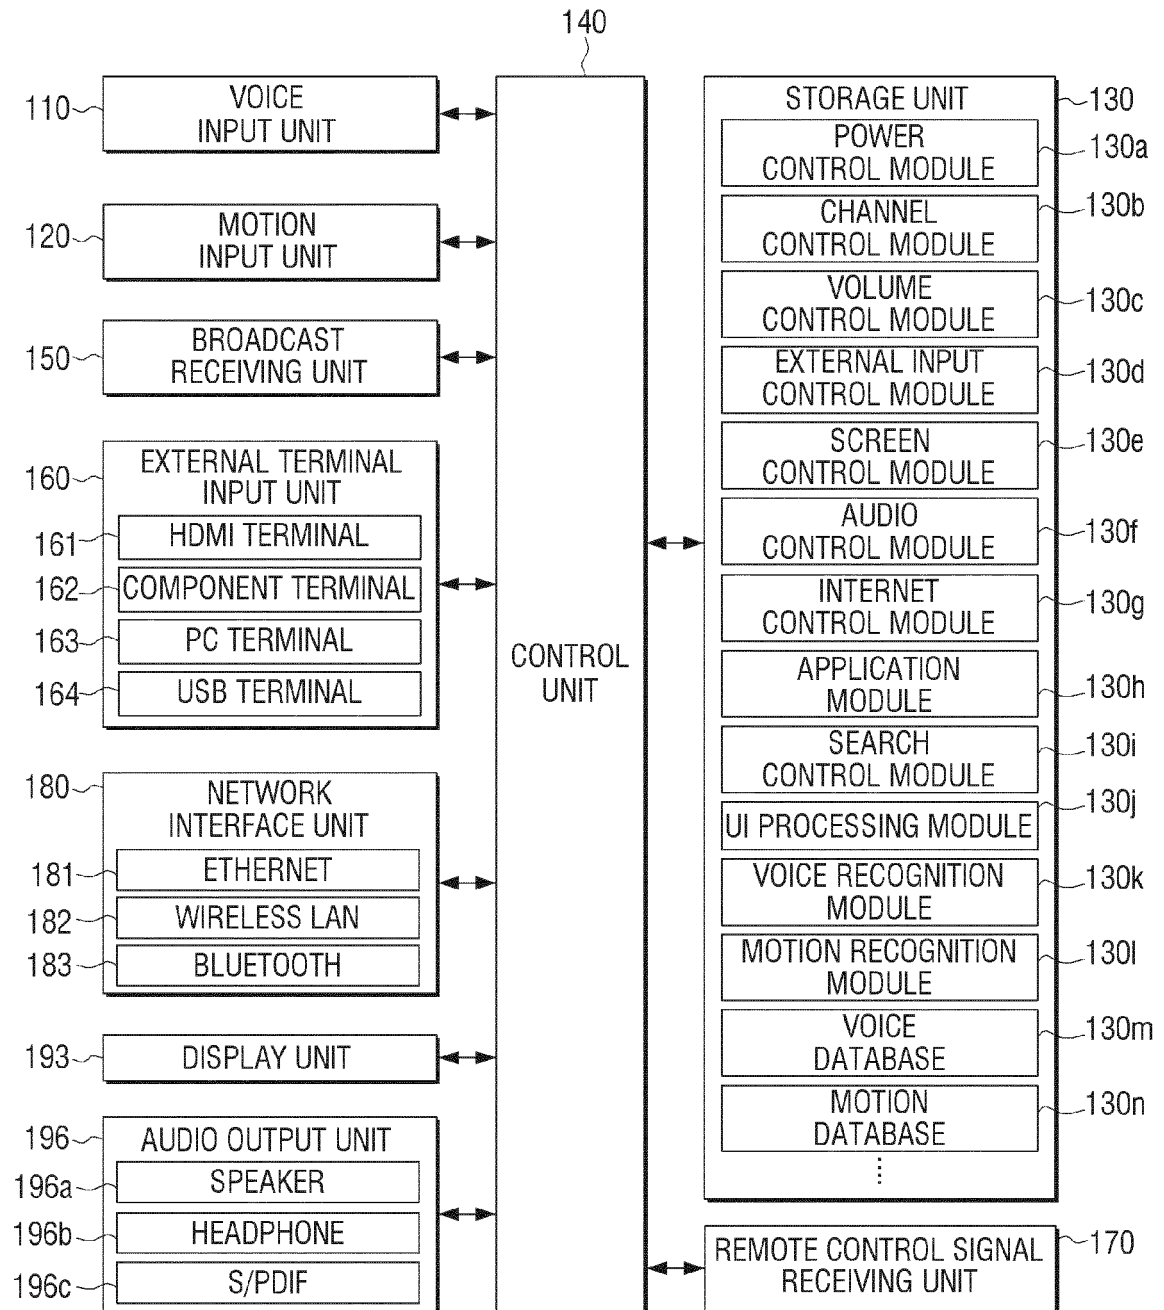 140
110
VOICE
INPUT UNIT
120
MOTION
INPUT UNIT
150
BROADCAST
RECEIVING UNIT
160
EXTERNAL TERMINAL
INPUT UNIT
161
HDMI TERMINAL
162
COMPONENT TERMINAL
163
PC TERMINAL
164
USB TERMINAL
180
NETWORK
INTERFACE UNIT
181
ETHERNET
182
WIRELESS LAN
183
BLUETOOTH
193
DISPLAY UNIT
196
AUDIO OUTPUT UNIT
196a
SPEAKER
196b
HEADPHONE
196c
S/PDIF
CONTROL
UNIT
STORAGE UNIT
130
POWER
CONTROL MODULE
130a
CHANNEL
CONTROL MODULE
130b
VOLUME
CONTROL MODULE
130c
EXTERNAL INPUT
CONTROL MODULE
130d
SCREEN
CONTROL MODULE
130e
AUDIO
CONTROL MODULE
130f
INTERNET
CONTROL MODULE
130g
APPLICATION
MODULE
130h
SEARCH
CONTROL MODULE
130i
UI PROCESSING MODULE
130j
VOICE RECOGNITION
MODULE
130k
MOTION RECOGNITION
MODULE
130l
VOICE
DATABASE
130m
MOTION
DATABASE
130n
REMOTE CONTROL SIGNAL
RECEIVING UNIT
170